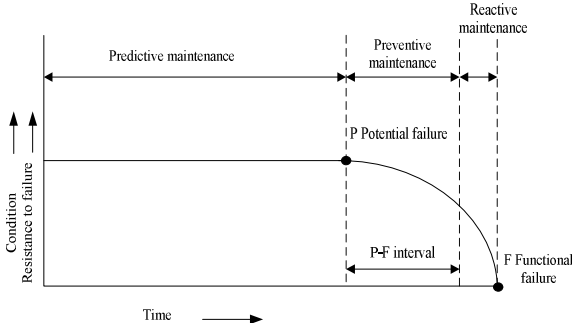 Reactive
maintenance
Preventive
maintenance
Predictive maintenance
P Potential failure
Condition
Resistance to failure
P-F interval
F Functional
failure
Time